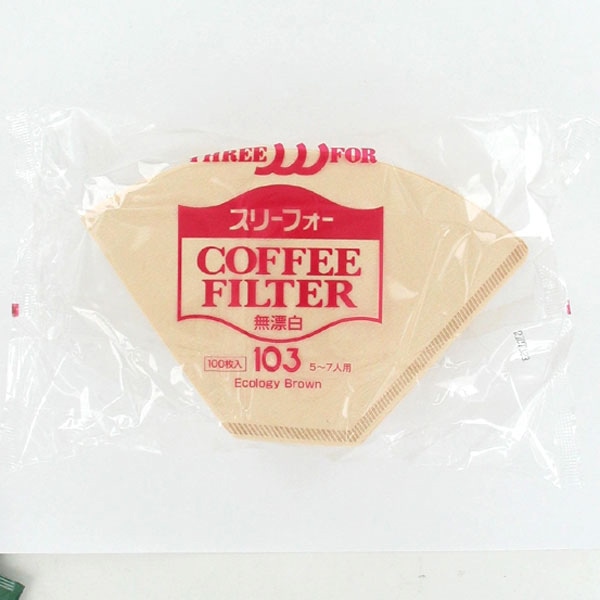 THREE FOR
スリーフォー
COFFEE
FILTER
無漂白
100枚入 103 5～7人用
Ecology Brown